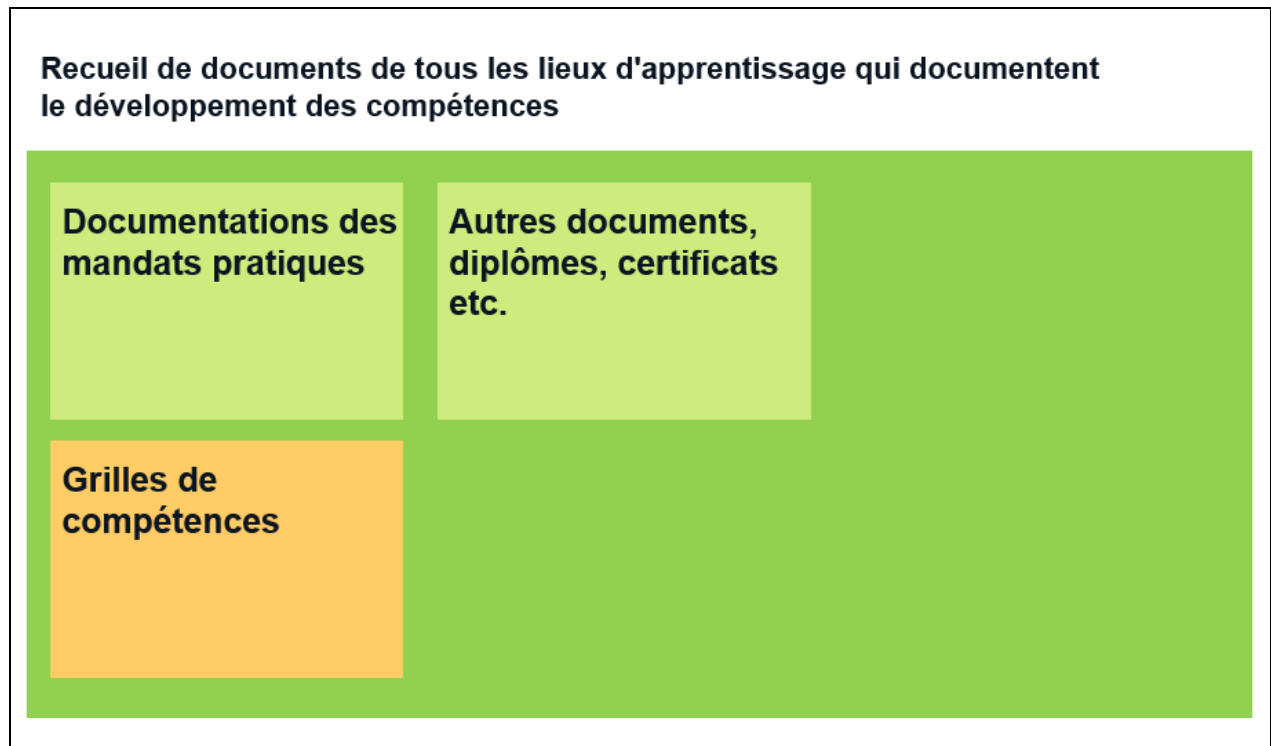 Recueil de documents de tous les lieux d'apprentissage qui documentent
le développement des compétences
Documentations des
mandats pratiques
Autres documents,
diplômes, certificats
etc.
Grilles de
compétences